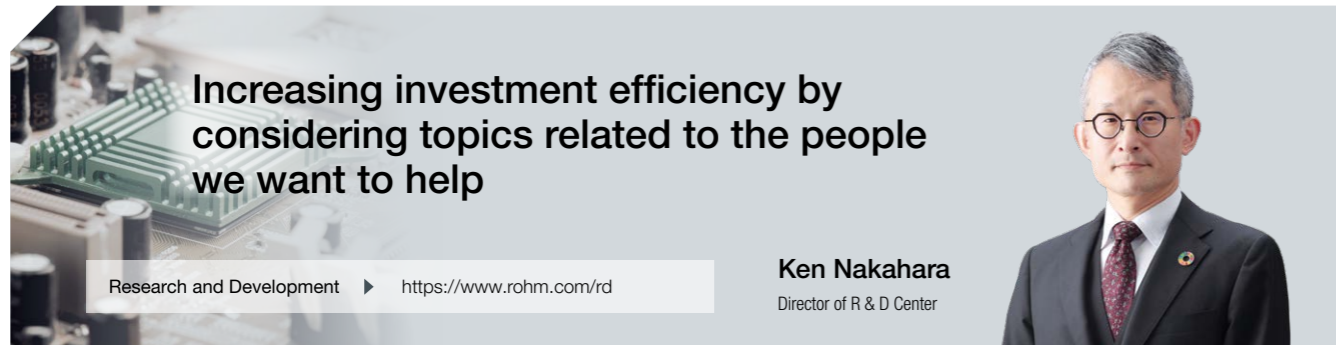 Increasing investment efficiency by
considering topics related to the people
we want to help
Research and Development ▶ https://www.rohm.com/rd
Ken Nakahara
Director of R & D Center